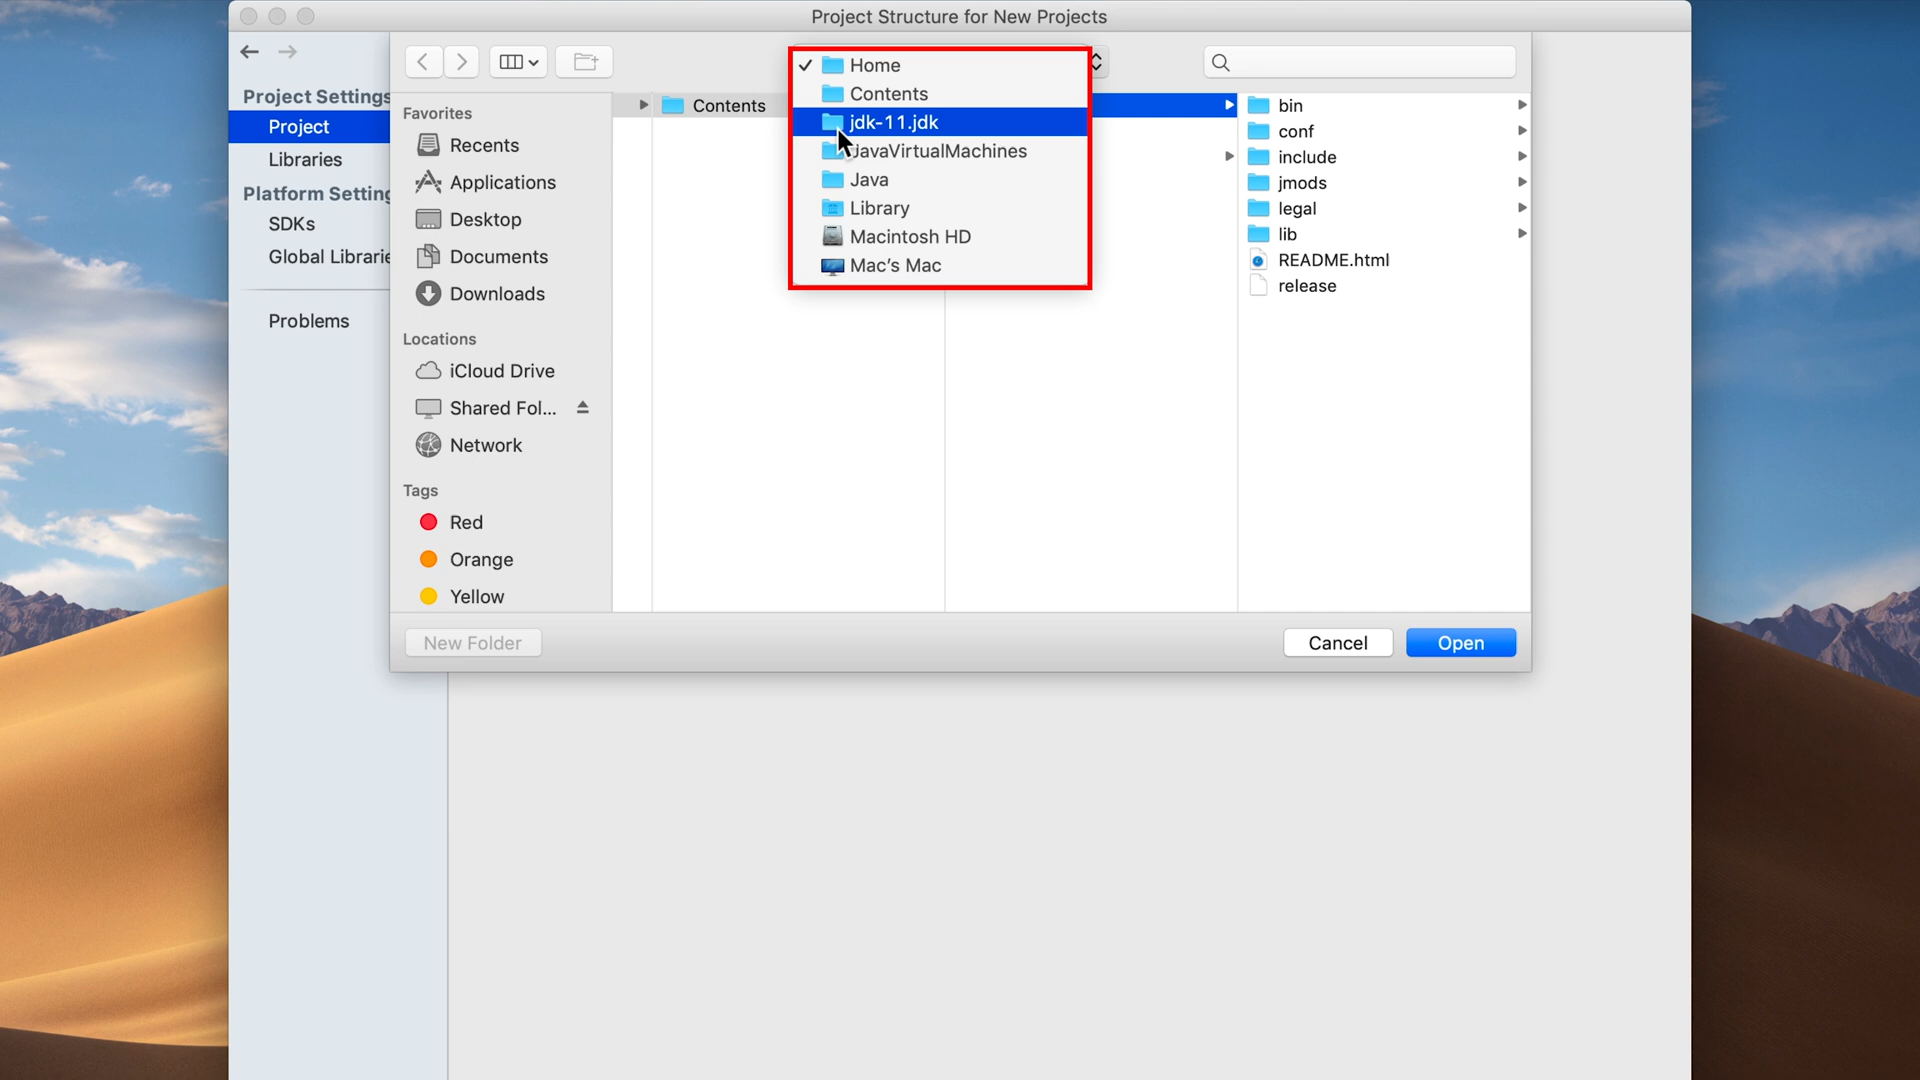 Project Structure for New Projects
Project Settings
Project
Libraries
Platform Setting
SDKs
Global Librarie
Problems
Favorites
Recents
Applications
Desktop
Documents
Downloads
Locations
iCloud Drive
Shared Fol...
Network
Tags
Red
Orange
Yellow
Contents
Home
Contents
jdk-11.jdk
JavaVirtualMachines
Java
Library
Macintosh HD
Mac’s Mac
bin
conf
include
jmods
legal
lib
README.html
release
New Folder
Cancel
Open